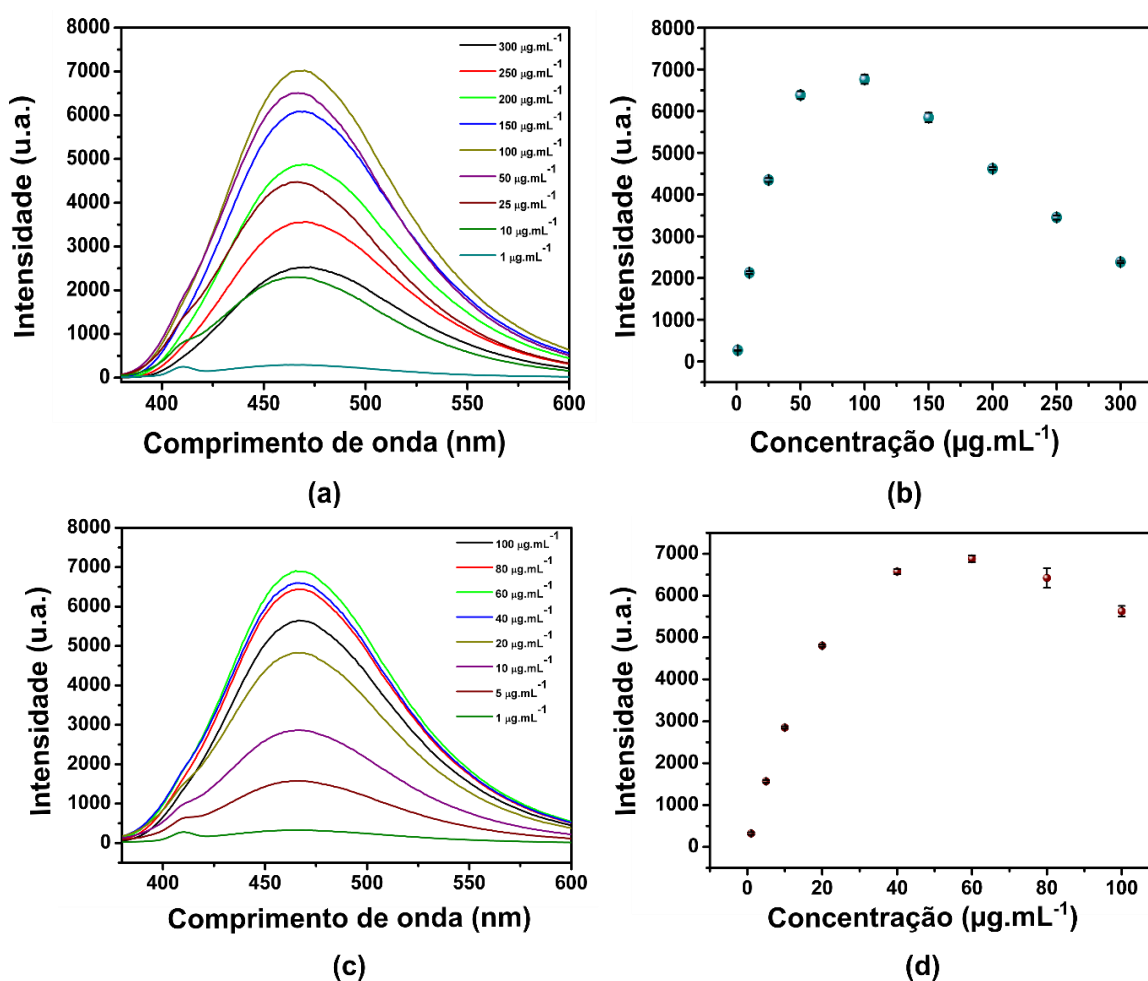 8000
7000
6000
5000
4000
3000
2000
1000
0
Intensidade (u.a.)
300 µg.mL⁻¹
250 µg.mL⁻¹
200 µg.mL⁻¹
150 µg.mL⁻¹
100 µg.mL⁻¹
50 µg.mL⁻¹
25 µg.mL⁻¹
10 µg.mL⁻¹
1 µg.mL⁻¹
400 450 500 550 600
Comprimento de onda (nm)
(a)
8000
7000
6000
5000
4000
3000
2000
1000
0
Intensidade (u.a.)
0 50 100 150 200 250 300
Concentração (µg.mL⁻¹)
(b)
8000
7000
6000
5000
4000
3000
2000
1000
0
Intensidade (u.a.)
100 µg.mL⁻¹
80 µg.mL⁻¹
60 µg.mL⁻¹
40 µg.mL⁻¹
20 µg.mL⁻¹
10 µg.mL⁻¹
5 µg.mL⁻¹
1 µg.mL⁻¹
400 450 500 550 600
Comprimento de onda (nm)
(c)
7000
6000
5000
4000
3000
2000
1000
0
Intensidade (u.a.)
0 20 40 60 80 100
Concentração (µg.mL⁻¹)
(d)